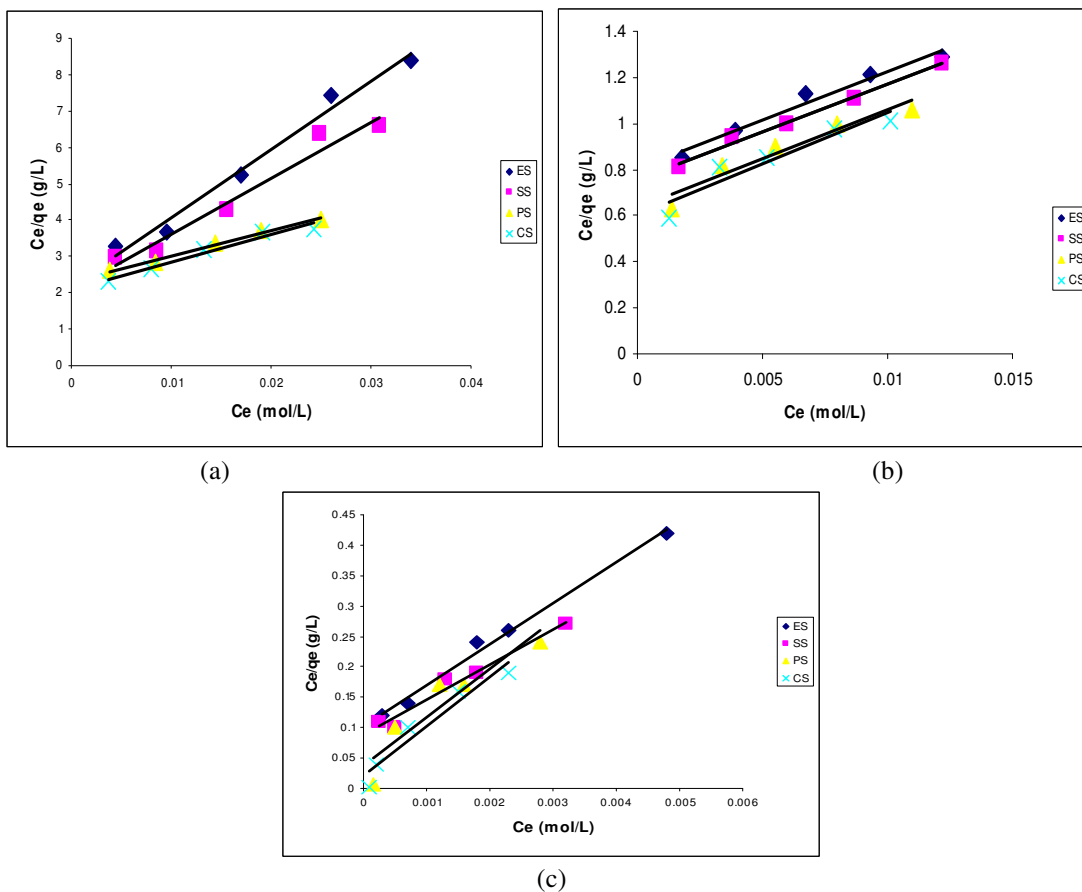 9
8
7
6
5
4
3
2
1
0
0 0.01 0.02 0.03 0.04
Ce/qe (g/L)
Ce (mol/L)
ES
SS
PS
CS
(a)
1.4
1.2
1
0.8
0.6
0.4
0.2
0
0 0.005 0.01 0.015
Ce/qe (g/L)
Ce (mol/L)
ES
SS
PS
CS
(b)
0.45
0.4
0.35
0.3
0.25
0.2
0.15
0.1
0.05
0
0 0.001 0.002 0.003 0.004 0.005 0.006
Ce/qe (g/L)
Ce (mol/L)
ES
SS
PS
CS
(c)